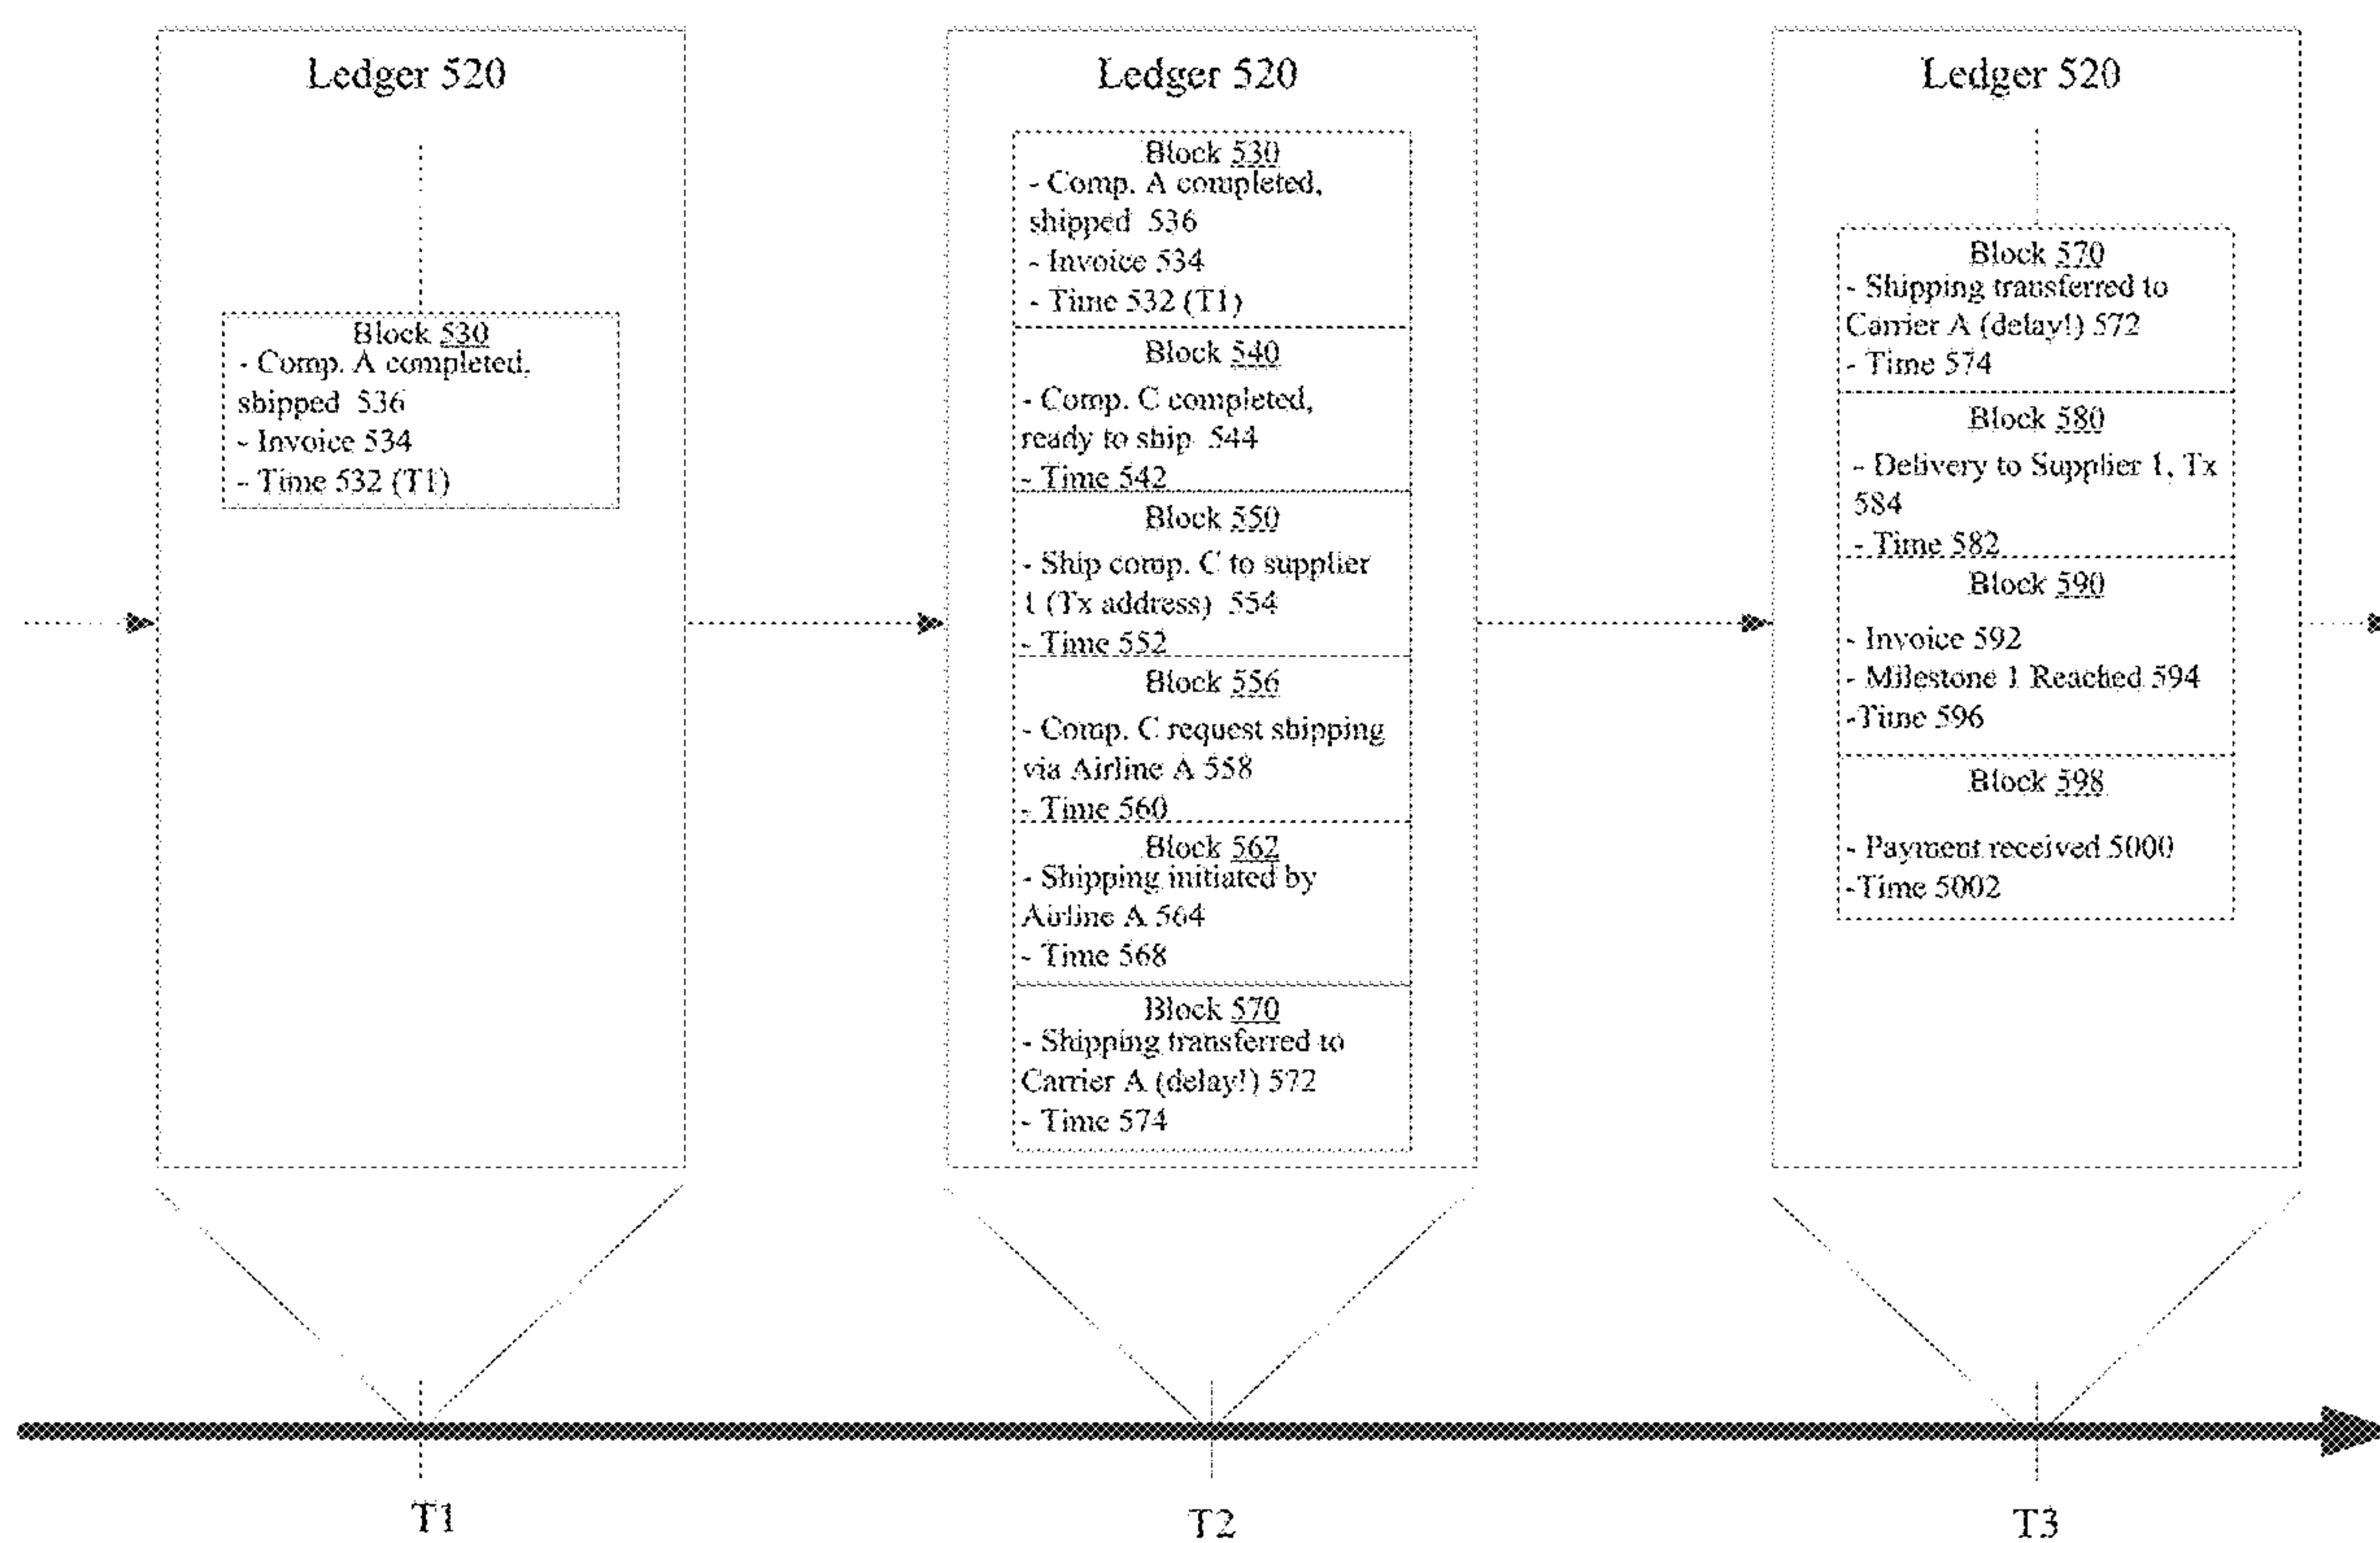 Ledger 520
Block 530
- Comp. A completed,
shipped 536
- Invoice 534
- Time 532 (T1)
Ledger 520
Block 530
- Comp. A completed,
shipped 536
- Invoice 534
- Time 532 (T1)
Block 540
- Comp. C completed,
ready to ship 544
- Time 542
Block 550
- Ship comp. C to supplier
1 (Tx address) 554
- Time 552
Block 556
- Comp. C request shipping
via Airline A 558
- Time 560
Block 562
- Shipping initiated by
Airline A 564
- Time 568
Block 570
- Shipping transferred to
Carrier A (delay!) 572
- Time 574
Ledger 520
Block 570
- Shipping transferred to
Carrier A (delay!) 572
- Time 574
Block 580
- Delivery to Supplier 1, Tx
584
- Time 582
Block 590
- Invoice 592
- Milestone 1 Reached 594
-Time 596
Block 598
- Payment received 5000
-Time 5002
T1
T2
T3